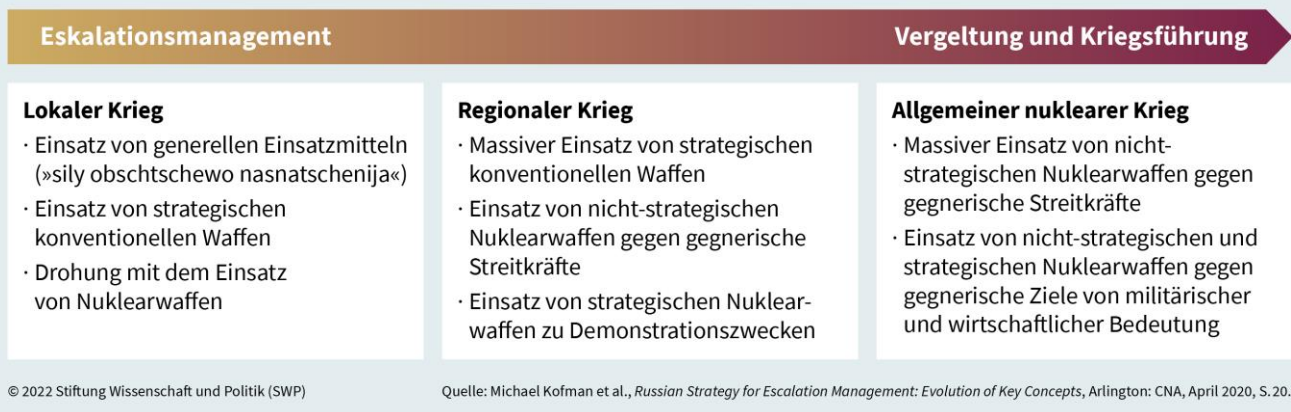 Eskalationsmanagement
Vergeltung und Kriegsführung
Lokaler Krieg
· Einsatz von generellen Einsatzmitteln
(»sily obschtschewo nasnatschenija«)
· Einsatz von strategischen
konventionellen Waffen
· Drohung mit dem Einsatz
von Nuklearwaffen
Regionaler Krieg
· Massiver Einsatz von strategischen
konventionellen Waffen
· Einsatz von nicht-strategischen
Nuklearwaffen gegen gegnerische
Streitkräfte
· Einsatz von strategischen Nuklear-
waffen zu Demonstrationszwecken
Allgemeiner nuklearer Krieg
· Massiver Einsatz von nicht-
strategischen Nuklearwaffen gegen
gegnerische Streitkräfte
· Einsatz von nicht-strategischen und
strategischen Nuklearwaffen gegen
gegnerische Ziele von militärischer
und wirtschaftlicher Bedeutung
© 2022 Stiftung Wissenschaft und Politik (SWP)
Quelle: Michael Kofman et al., Russian Strategy for Escalation Management: Evolution of Key Concepts, Arlington: CNA, April 2020, S. 20.